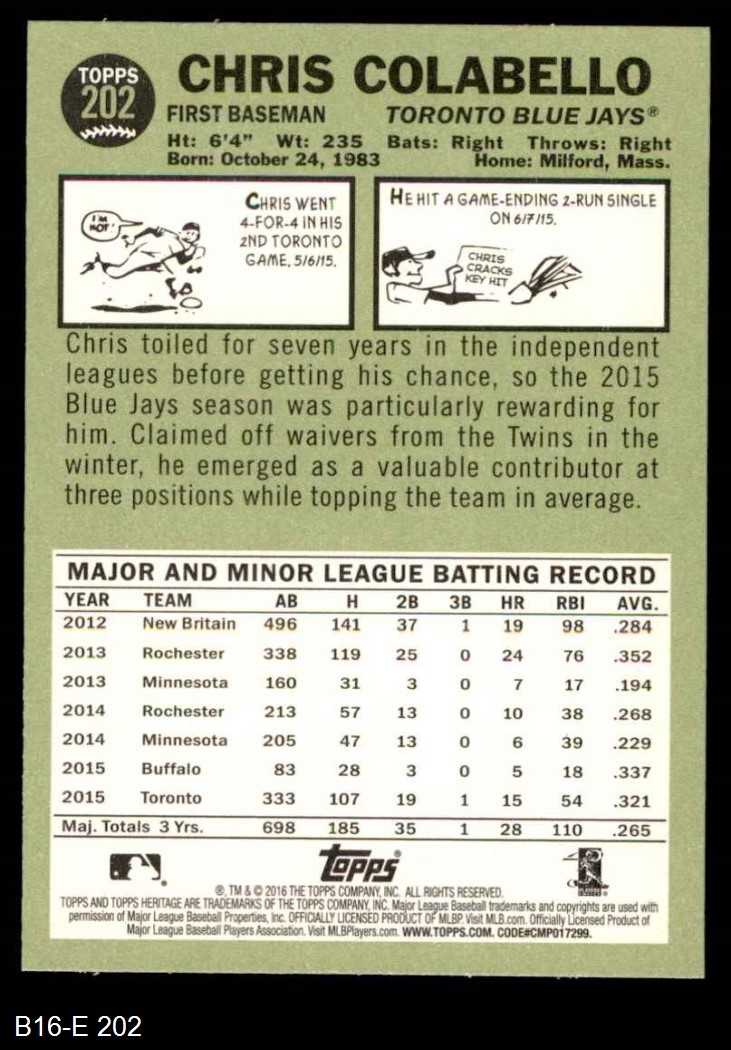 TOPPS
202
CHRIS COLABELLO
FIRST BASEMAN TORONTO BLUE JAYS®
Ht: 6'4" Wt: 235 Bats: Right Throws: Right
Born: October 24, 1983 Home: Milford, Mass.
I'M
HOT!
CHRIS WENT
4-FOR-4 IN HIS
2ND TORONTO
GAME, 5/6/15.
HE HIT A GAME-ENDING 2-RUN SINGLE
ON 6/7/15.
CHRIS
CRACKS
KEY HIT
Chris toiled for seven years in the independent
leagues before getting his chance, so the 2015
Blue Jays season was particularly rewarding for
him. Claimed off waivers from the Twins in the
winter, he emerged as a valuable contributor at
three positions while topping the team in average.
MAJOR AND MINOR LEAGUE BATTING RECORD
YEAR TEAM AB H 2B 3B HR RBI AVG.
2012 New Britain 496 141 37 1 19 98 .284
2013 Rochester 338 119 25 0 24 76 .352
2013 Minnesota 160 31 3 0 7 17 .194
2014 Rochester 213 57 13 0 10 38 .268
2014 Minnesota 205 47 13 0 6 39 .229
2015 Buffalo 83 28 3 0 5 18 .337
2015 Toronto 333 107 19 1 15 54 .321
Maj. Totals 3 Yrs. 698 185 35 1 28 110 .265
Topps®
®, TM & © 2016 THE TOPPS COMPANY, INC. ALL RIGHTS RESERVED.
TOPPS AND TOPPS HERITAGE ARE TRADEMARKS OF THE TOPPS COMPANY, INC. Major League Baseball trademarks and copyrights are used with
permission of Major League Baseball Properties, Inc. OFFICIALLY LICENSED PRODUCT OF MLBP. Visit MLB.com. Officially Licensed Product of
Major League Baseball Players Association. Visit MLBPlayers.com. WWW.TOPPS.COM. CODE#CMP017299.
B16-E 202